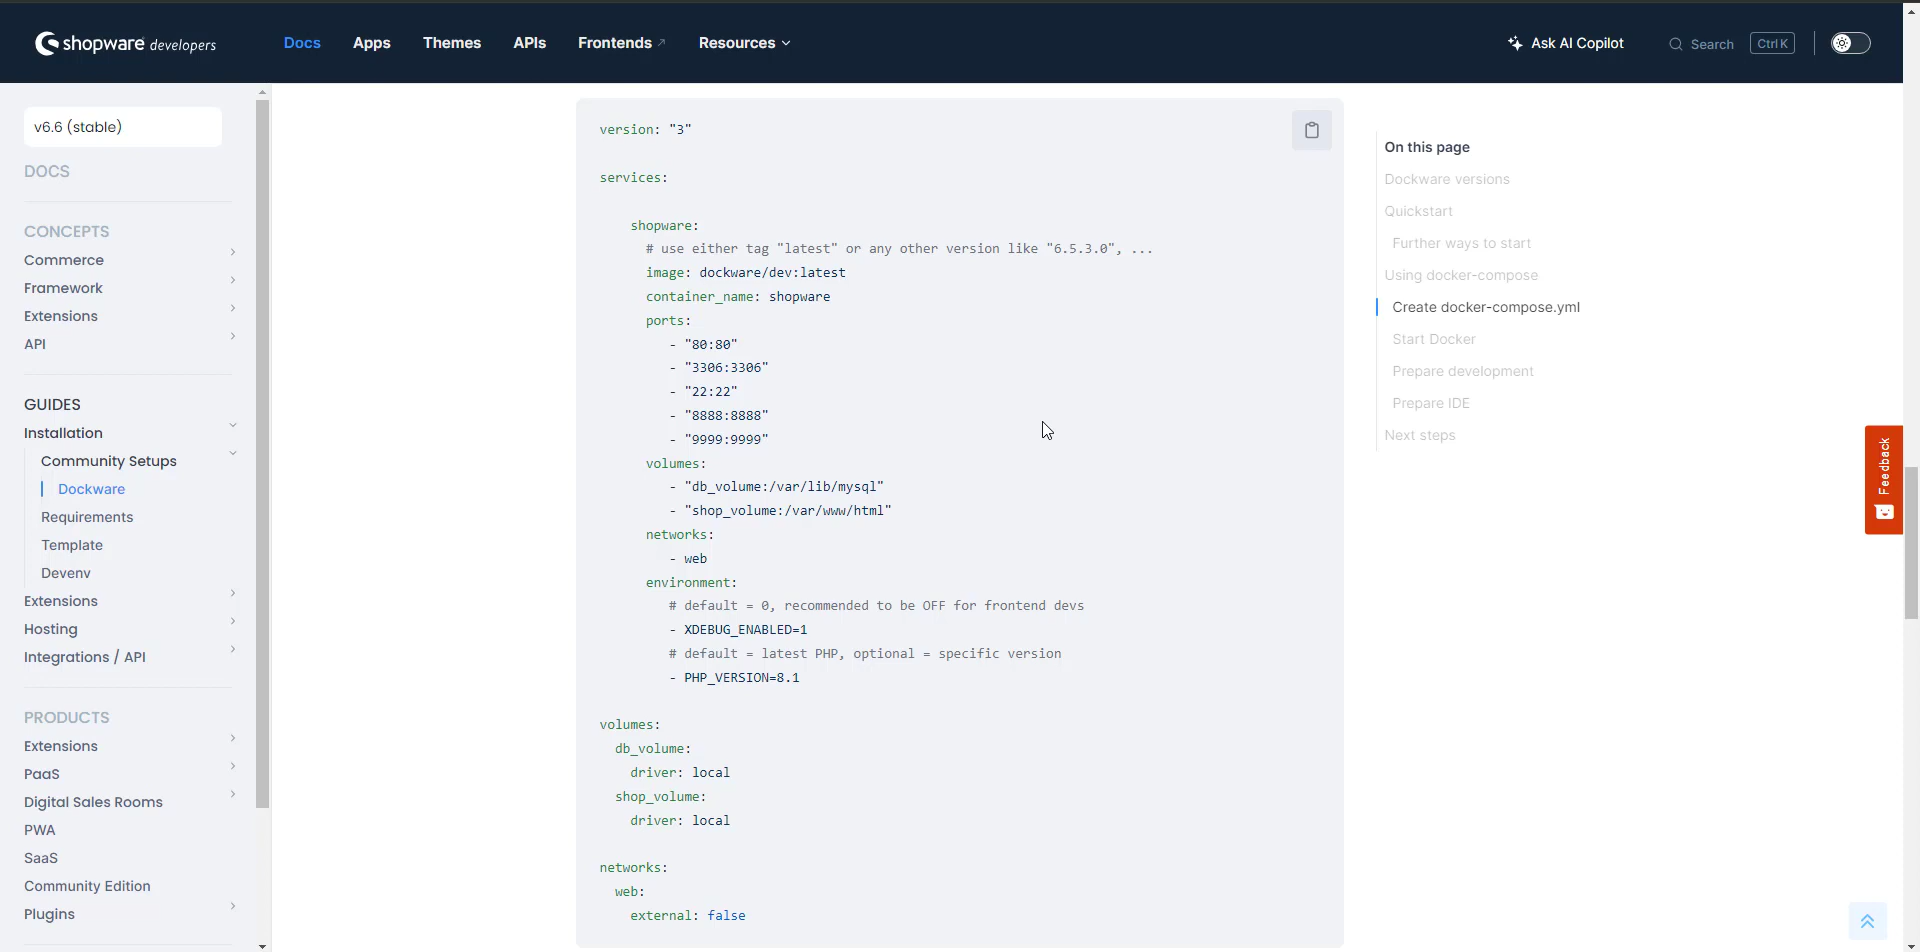 shopware developers
Docs
Apps
Themes
APIs
Frontends
Resources
Ask AI Copilot
Search
Ctrl K
v6.6 (stable)
DOCS
CONCEPTS
Commerce
Framework
Extensions
API
GUIDES
Installation
Community Setups
Dockware
Requirements
Template
Devenv
Extensions
Hosting
Integrations / API
PRODUCTS
Extensions
PaaS
Digital Sales Rooms
PWA
SaaS
Community Edition
Plugins
version: "3"
services:
shopware:
# use either tag "latest" or any other version like "6.5.3.0", ...
image: dockware/dev:latest
container_name: shopware
ports:
- "80:80"
- "3306:3306"
- "22:22"
- "8888:8888"
- "9999:9999"
volumes:
- "db_volume:/var/lib/mysql"
- "shop_volume:/var/www/html"
networks:
- web
environment:
# default = 0, recommended to be OFF for frontend devs
- XDEBUG_ENABLED=1
# default = latest PHP, optional = specific version
- PHP_VERSION=8.1
volumes:
db_volume:
driver: local
shop_volume:
driver: local
networks:
web:
external: false
On this page
Dockware versions
Quickstart
Further ways to start
Using docker-compose
Create docker-compose.yml
Start Docker
Prepare development
Prepare IDE
Next steps
Feedback